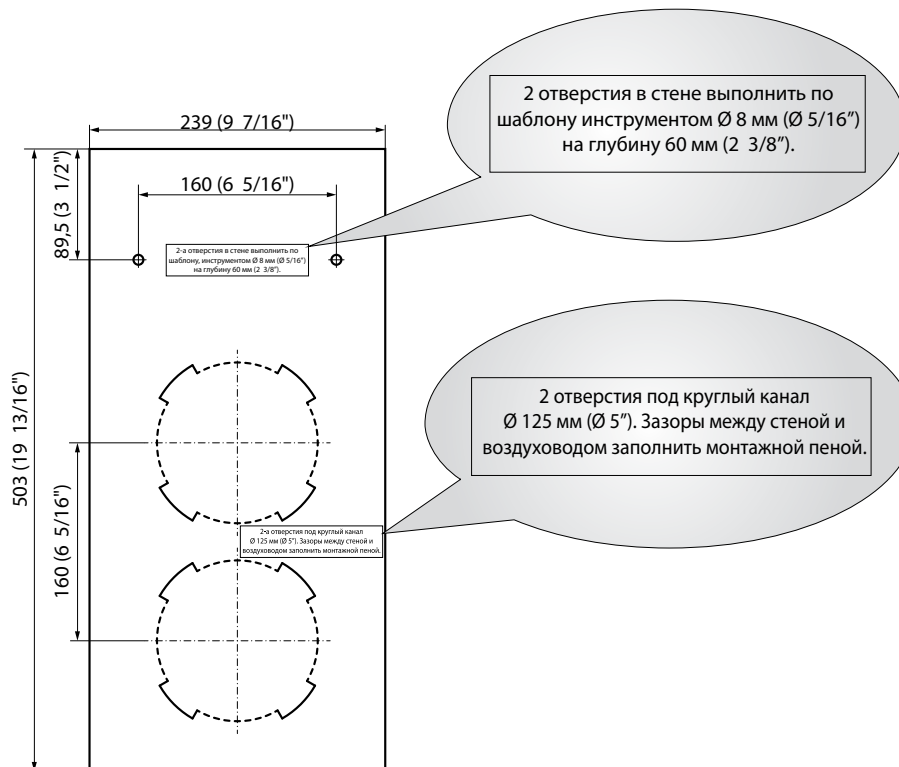 2 отверстия в стене выполнить по
шаблону инструментом Ø 8 мм (Ø 5/16”)
на глубину 60 мм (2 3/8”).
239 (9 7/16")
160 (6 5/16")
89,5 (3 1/2")
2-а отверстия в стене выполнить по
шаблону, инструментом Ø 8 мм (Ø 5/16”)
на глубину 60 мм (2 3/8”).
503 (19 13/16")
2 отверстия под круглый канал
Ø 125 мм (Ø 5”). Зазоры между стеной и
воздуховодом заполнить монтажной пеной.
160 (6 5/16")
2-а отверстия под круглый канал
Ø 125 мм (Ø 5”). Зазоры между стеной и
воздуховодом заполнить монтажной пеной.